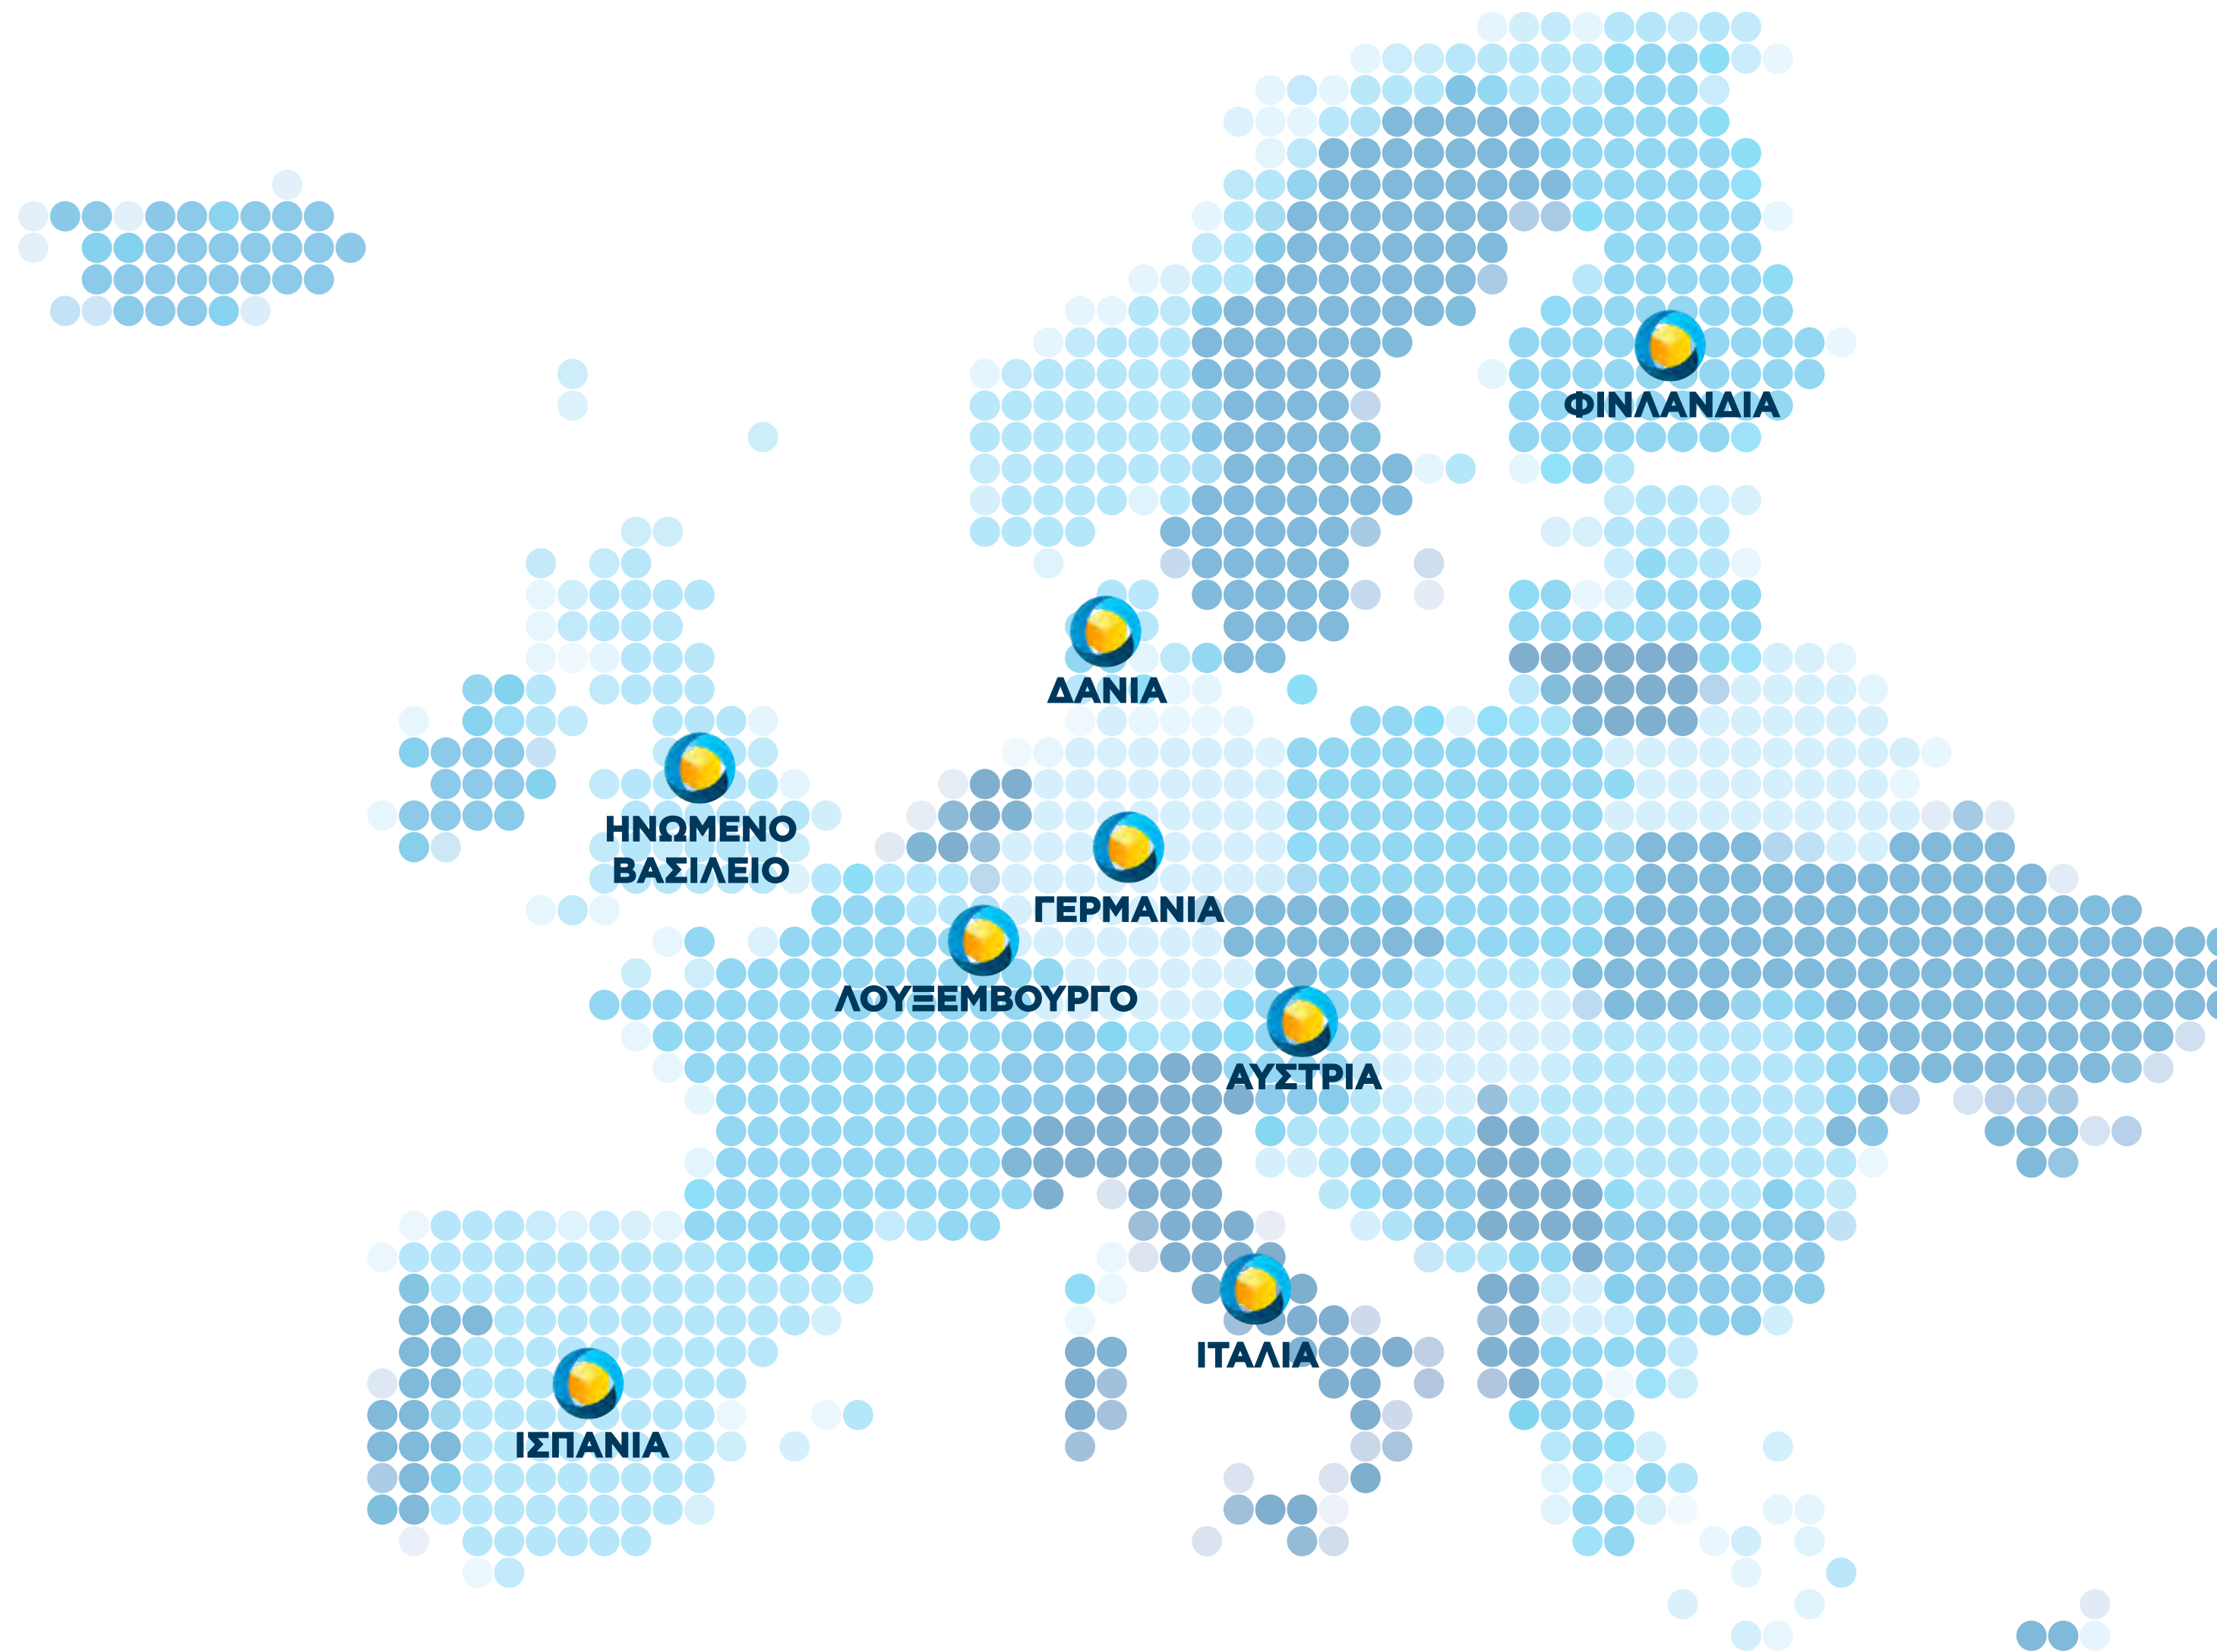 ΦΙΝΛΑΝΔΙΑ
ΔΑΝΙΑ
ΗΝΩΜΕΝΟ
ΒΑΣΙΛΕΙΟ
ΓΕΡΜΑΝΙΑ
ΛΟΥΞΕΜΒΟΥΡΓΟ
ΑΥΣΤΡΙΑ
ΙΤΑΛΙΑ
ΙΣΠΑΝΙΑ